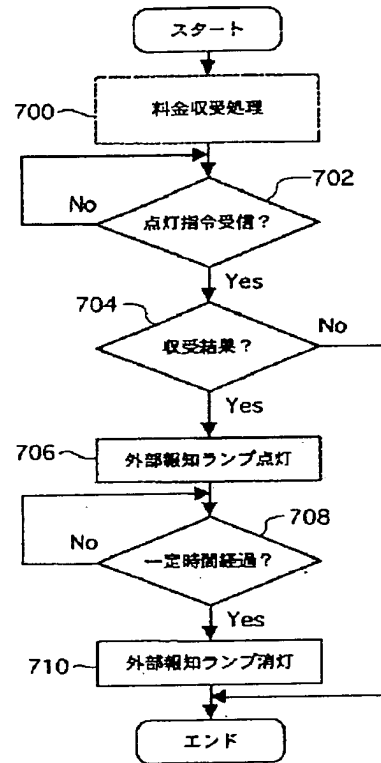 スタート
700
料金収受処理
702
No
点灯指令受信？
Yes
704
No
収受結果？
Yes
706
外部報知ランプ点灯
708
No
一定時間経過？
Yes
710
外部報知ランプ消灯
エンド